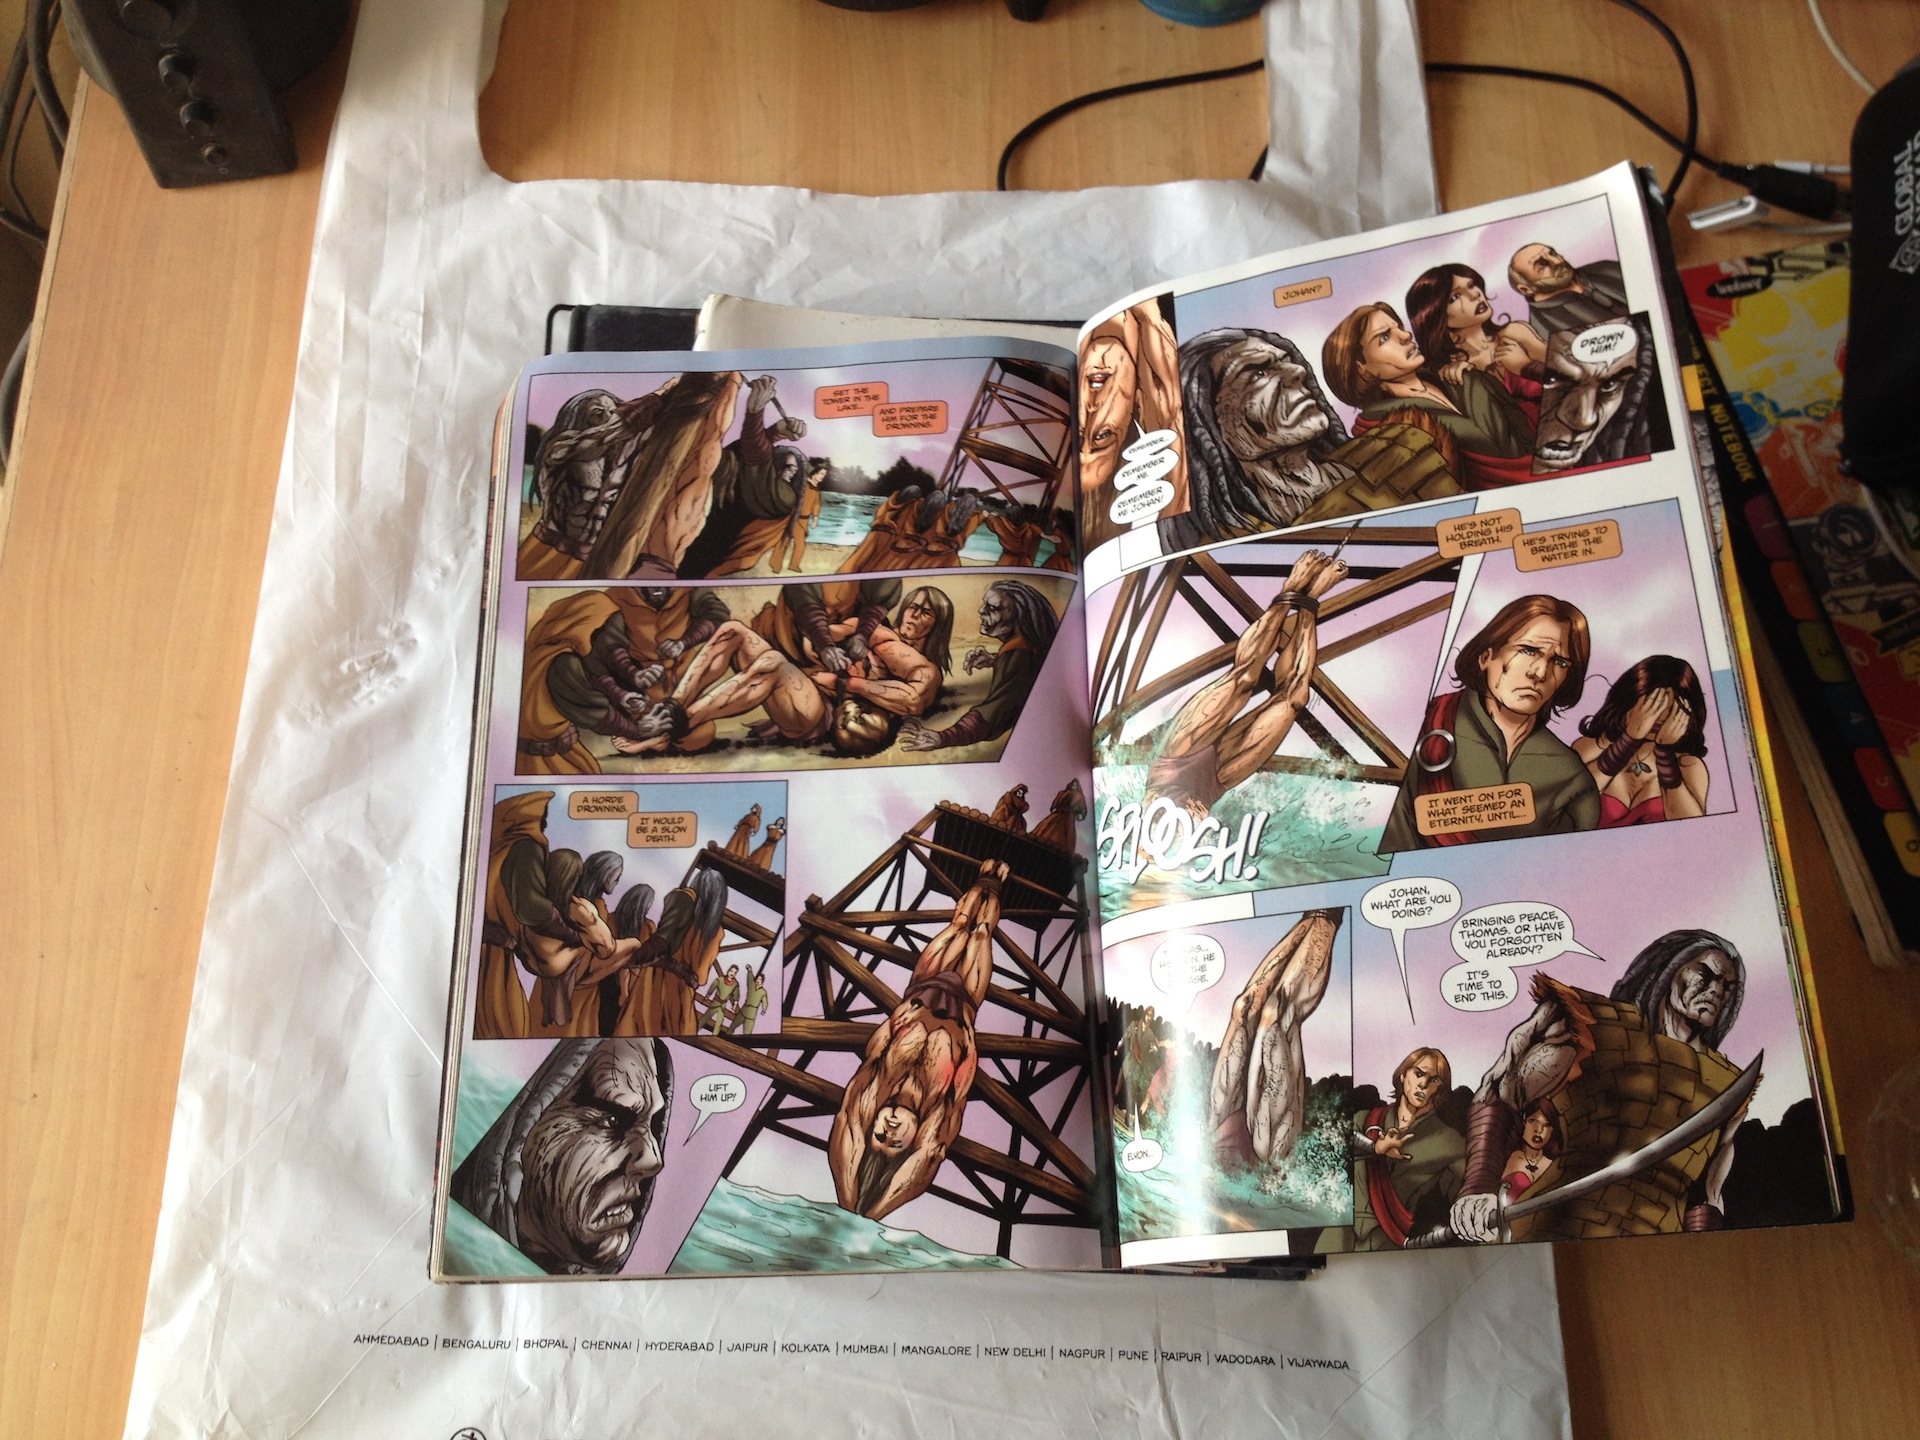 SET THE
TOWER IN THE
LAKE...
AND PREPARE
HIM FOR THE
DROWNING.
A HORDE
DROWNING.
IT WOULD
BE A SLOW
DEATH.
LIFT
HIM UP!
JOHAN?
DROWN
HIM!
REMEMBER...
REMEMBER
ME.
REMEMBER
ME JOHAN!
HE'S NOT
HOLDING HIS
BREATH.
HE'S TRYING TO
BREATHE THE
WATER IN.
SPLOOSH!
IT WENT ON FOR
WHAT SEEMED AN
ETERNITY, UNTIL...
HE
THE
ELYON...
JOHAN,
WHAT ARE YOU
DOING?
BRINGING PEACE,
THOMAS. OR HAVE
YOU FORGOTTEN
ALREADY?
IT'S
TIME TO
END THIS.
GLOBAL
NOTEBOOK
AHMEDABAD | BENGALURU | BHOPAL | CHENNAI | HYDERABAD | JAIPUR | KOLKATA | MUMBAI | MANGALORE | NEW DELHI | NAGPUR | PUNE | RAIPUR | VADODARA | VIJAYWADA